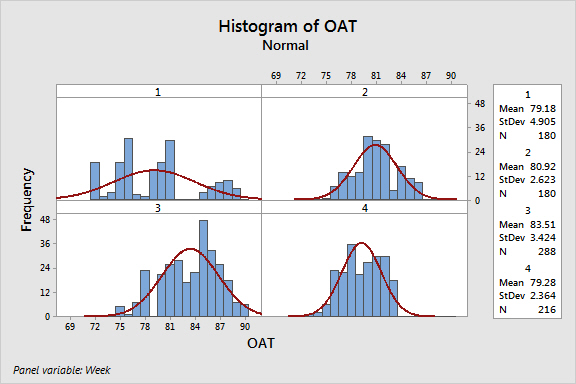 Histogram of OAT
Normal
69 72 75 78 81 84 87 90
1 2
48
36
24
12
0
3 4
48
36
24
12
0
69 72 75 78 81 84 87 90
Frequency
OAT
1
Mean 79.18
StDev 4.905
N 180
2
Mean 80.92
StDev 2.623
N 180
3
Mean 83.51
StDev 3.424
N 288
4
Mean 79.28
StDev 2.364
N 216
Panel variable: Week